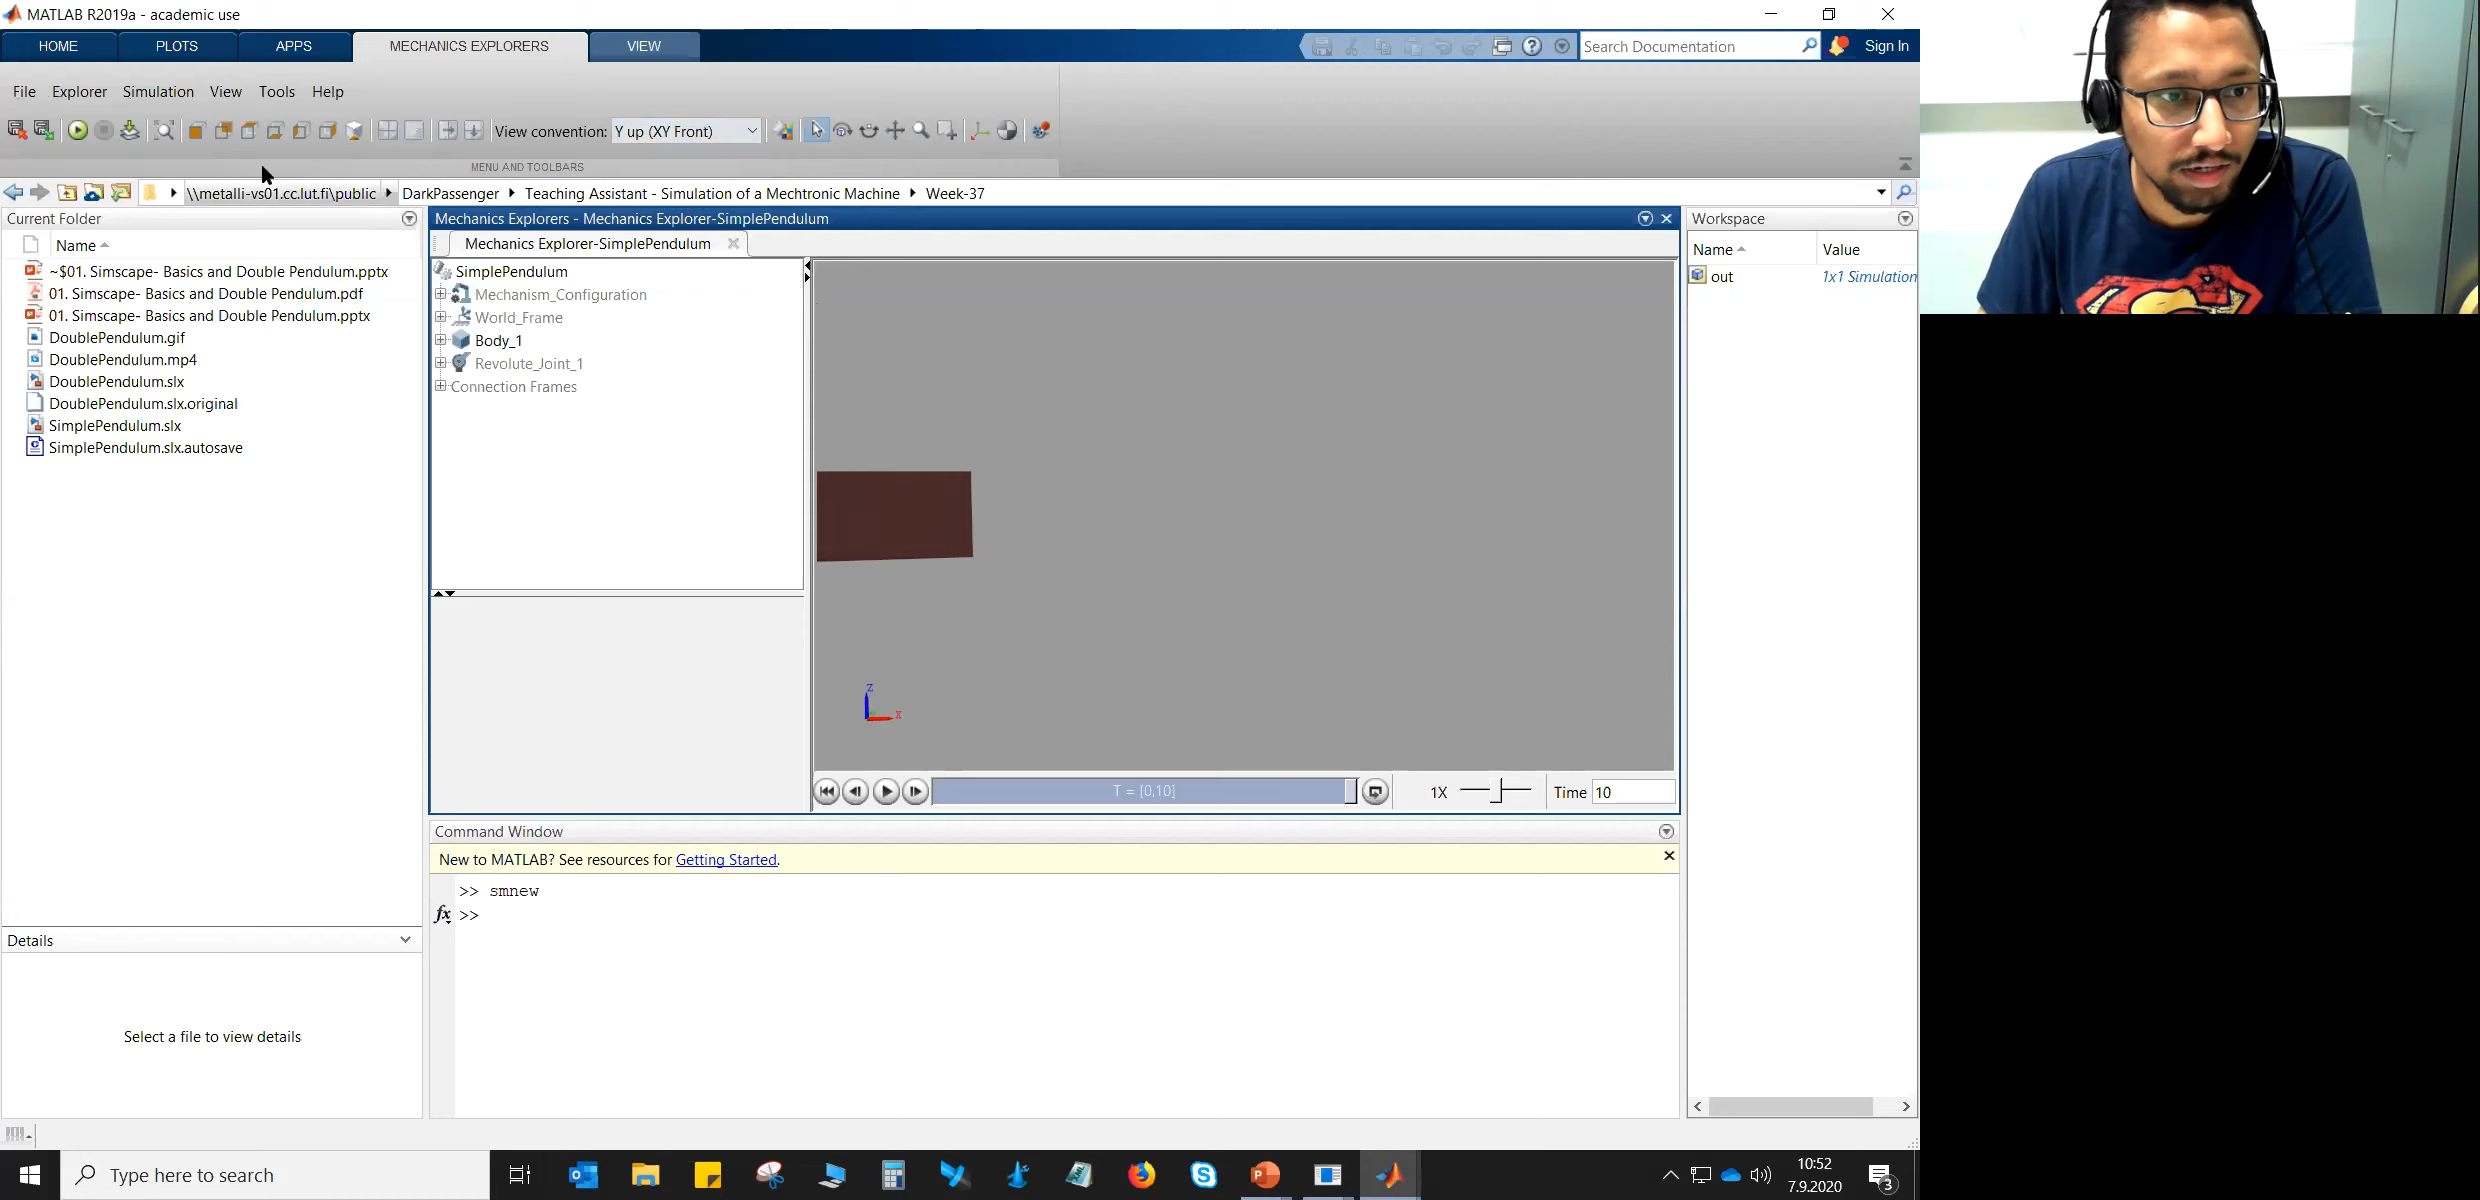 MATLAB R2019a - academic use
HOME
PLOTS
APPS
MECHANICS EXPLORERS
VIEW
Search Documentation
Sign In
File
Explorer
Simulation
View
Tools
Help
View convention:
Y up (XY Front)
MENU AND TOOLBARS
\\metalli-vs01.cc.lut.fi\public
DarkPassenger
Teaching Assistant - Simulation of a Mechtronic Machine
Week-37
Current Folder
Name
~$01. Simscape- Basics and Double Pendulum.pptx
01. Simscape- Basics and Double Pendulum.pdf
01. Simscape- Basics and Double Pendulum.pptx
DoublePendulum.gif
DoublePendulum.mp4
DoublePendulum.slx
DoublePendulum.slx.original
SimplePendulum.slx
SimplePendulum.slx.autosave
Details
Select a file to view details
Mechanics Explorers - Mechanics Explorer-SimplePendulum
Mechanics Explorer-SimplePendulum
SimplePendulum
Mechanism_Configuration
World_Frame
Body_1
Revolute_Joint_1
Connection Frames
Z
X
T = [0,10]
1X
Time
10
Command Window
New to MATLAB? See resources for Getting Started.
>> smnew
fx >>
Workspace
Name
Value
out
1x1 Simulation
Type here to search
10:52
7.9.2020
3